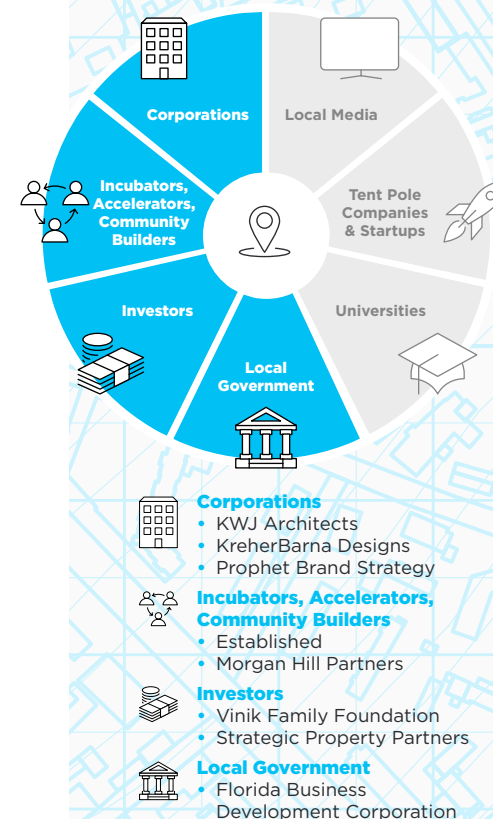 Corporations
Local Media
Incubators,
Accelerators,
Community
Builders
Tent Pole
Companies
& Startups
Investors
Universities
Local
Government
Corporations
• KWJ Architects
• KreherBarna Designs
• Prophet Brand Strategy
Incubators, Accelerators,
Community Builders
• Established
• Morgan Hill Partners
Investors
• Vinik Family Foundation
• Strategic Property Partners
Local Government
• Florida Business
Development Corporation